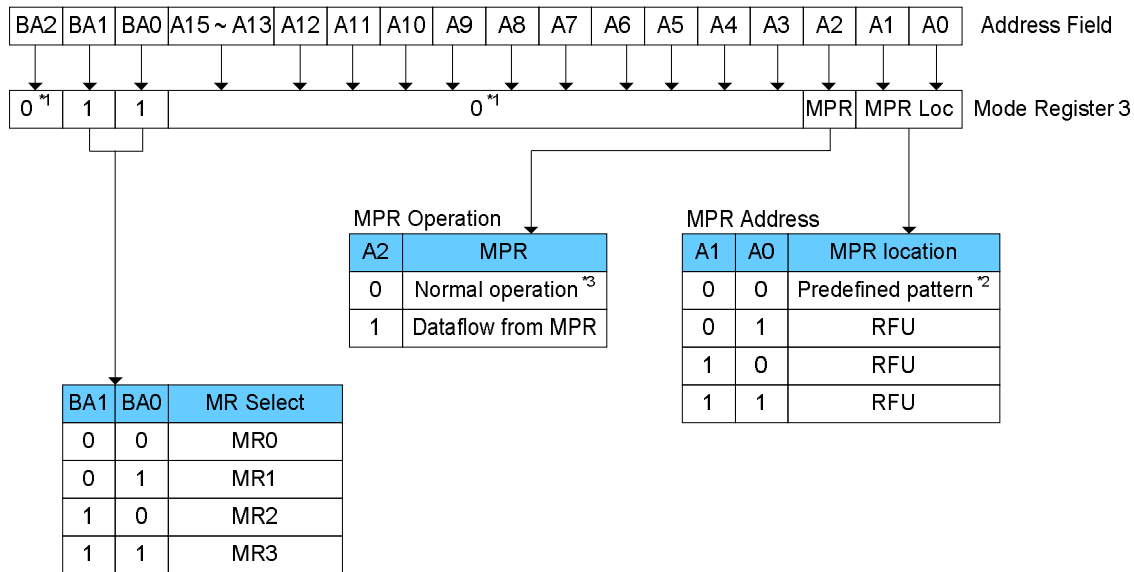 BA2 BA1 BA0 A15 ~ A13 A12 A11 A10 A9 A8 A7 A6 A5 A4 A3 A2 A1 A0 Address Field
0*1 1 1 0*1 MPR MPR Loc Mode Register 3
MPR Operation
A2 MPR
0 Normal operation*3
1 Dataflow from MPR
MPR Address
A1 A0 MPR location
0 0 Predefined pattern*2
0 1 RFU
1 0 RFU
1 1 RFU
BA1 BA0 MR Select
0 0 MR0
0 1 MR1
1 0 MR2
1 1 MR3